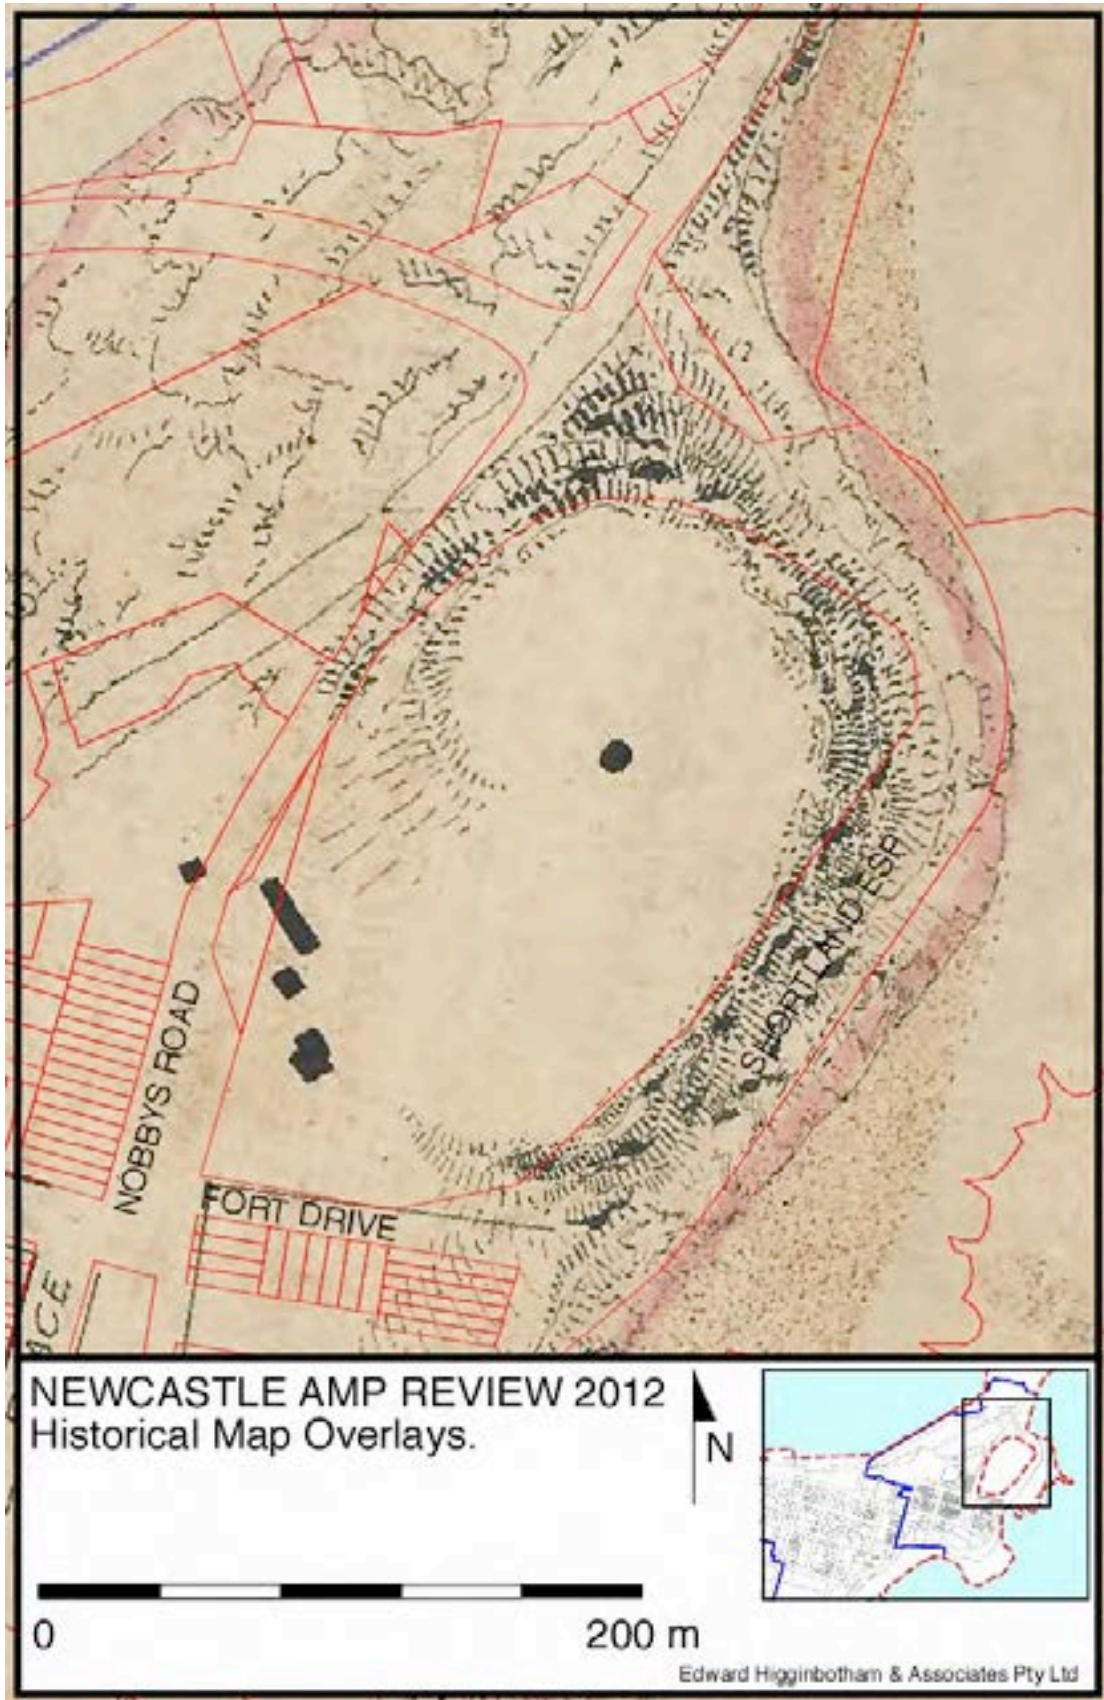 SHORTLAND ESP
NOBBYS ROAD
FORT DRIVE
ACE
NEWCASTLE AMP REVIEW 2012
Historical Map Overlays.
N
0 200 m
Edward Higginbotham & Associates Pty Ltd